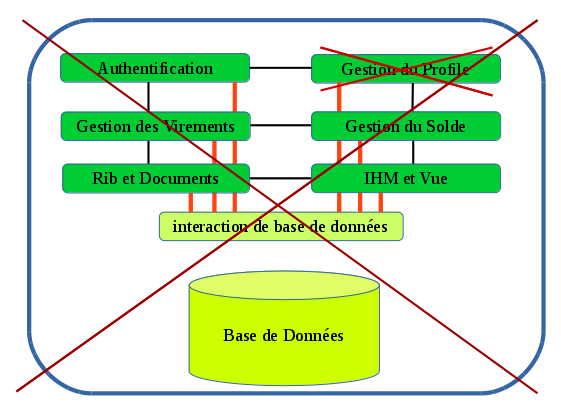 Authentification
Gestion du Profile
Gestion des Virements
Gestion du Solde
Rib et Documents
IHM et Vue
interaction de base de données
Base de Données